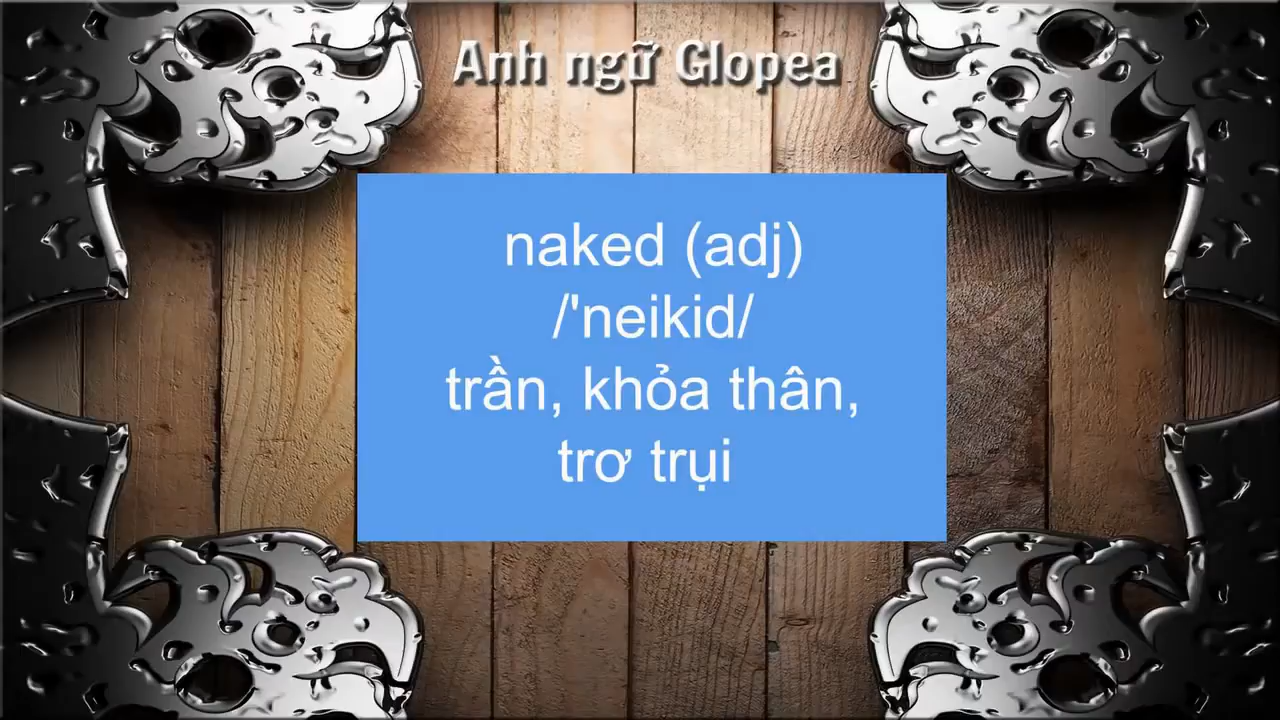 Anh ngữ Glopea
naked (adj)
/'neikid/
trần, khỏa thân,
trơ trụi